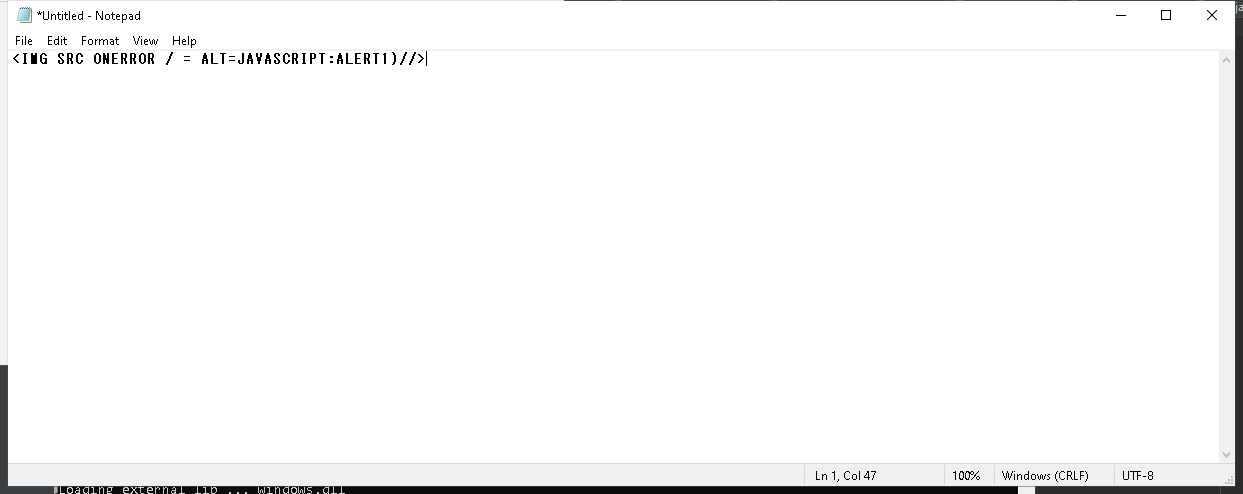 *Untitled - Notepad
ja
File Edit Format View Help
<IMG SRC ONERROR / = ALT=JAVASCRIPT:ALERT1)//>
Ln 1, Col 47 100% Windows (CRLF) UTF-8
Loading external lib ... windows.dll